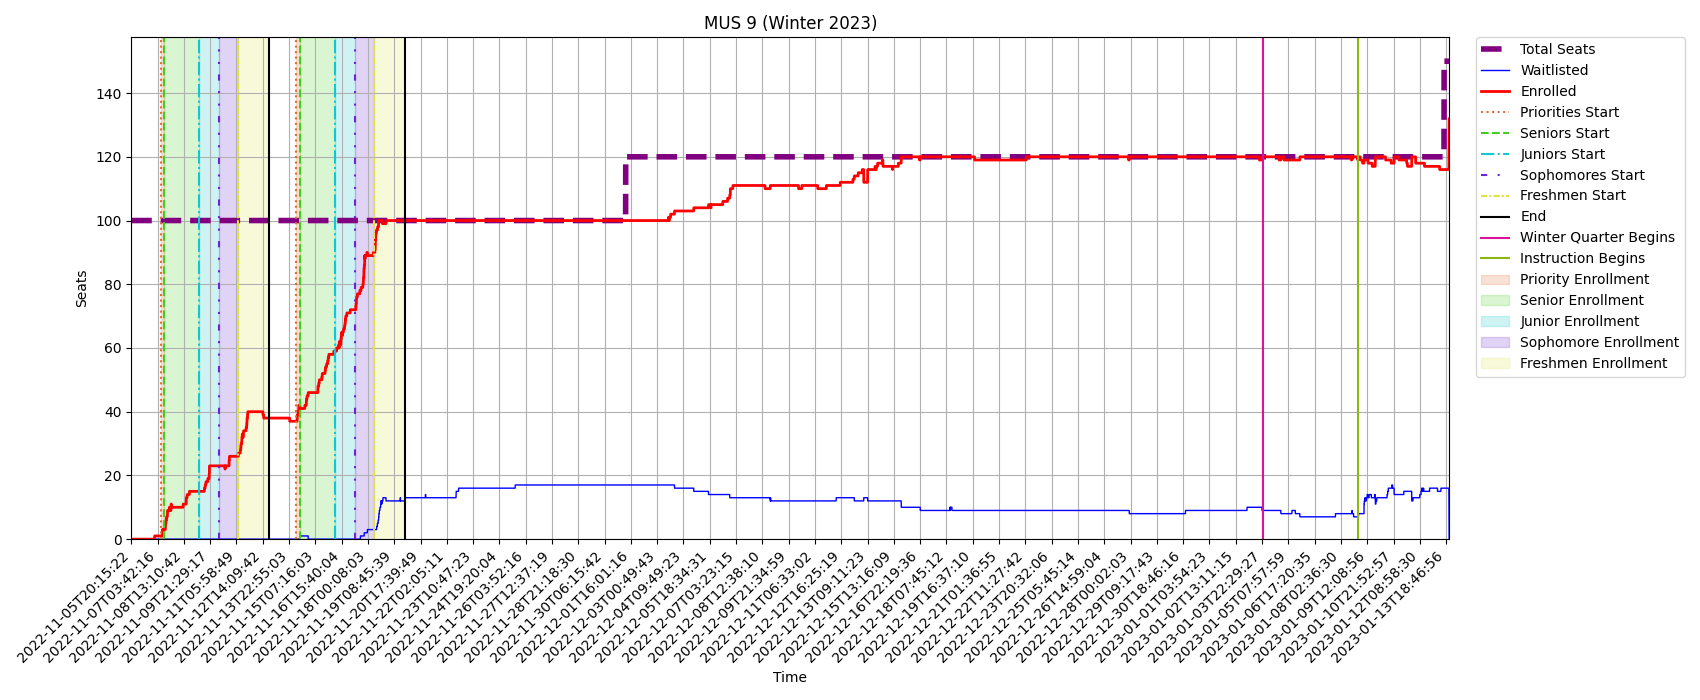 MUS 9 (Winter 2023)
Seats
140
120
100
80
60
40
20
0
2022-11-05T20:15:22
2022-11-07T03:42:16
2022-11-08T13:10:42
2022-11-09T21:29:17
2022-11-11T05:58:49
2022-11-12T14:09:42
2022-11-13T22:55:03
2022-11-15T07:16:03
2022-11-16T15:40:04
2022-11-18T00:08:03
2022-11-19T08:45:39
2022-11-20T17:39:49
2022-11-22T02:05:11
2022-11-23T10:47:23
2022-11-24T19:20:04
2022-11-26T03:52:16
2022-11-27T12:37:19
2022-11-28T21:18:30
2022-11-30T06:15:42
2022-12-01T16:01:16
2022-12-03T00:49:43
2022-12-04T09:49:23
2022-12-05T18:34:31
2022-12-07T03:23:15
2022-12-08T12:38:10
2022-12-09T21:34:59
2022-12-11T06:33:02
2022-12-12T16:25:19
2022-12-13T09:11:23
2022-12-15T13:16:09
2022-12-16T22:19:36
2022-12-18T07:45:12
2022-12-19T16:37:10
2022-12-21T01:36:55
2022-12-22T11:27:42
2022-12-23T20:32:06
2022-12-25T05:45:14
2022-12-26T14:59:04
2022-12-28T00:02:03
2022-12-29T09:17:43
2022-12-30T18:46:16
2023-01-01T03:54:23
2023-01-02T13:11:15
2023-01-03T22:29:27
2023-01-05T07:57:59
2023-01-06T17:20:35
2023-01-08T02:36:30
2023-01-09T12:08:56
2023-01-10T21:52:57
2023-01-12T08:58:30
2023-01-13T18:46:56
Time
Total Seats
Waitlisted
Enrolled
Priorities Start
Seniors Start
Juniors Start
Sophomores Start
Freshmen Start
End
Winter Quarter Begins
Instruction Begins
Priority Enrollment
Senior Enrollment
Junior Enrollment
Sophomore Enrollment
Freshmen Enrollment